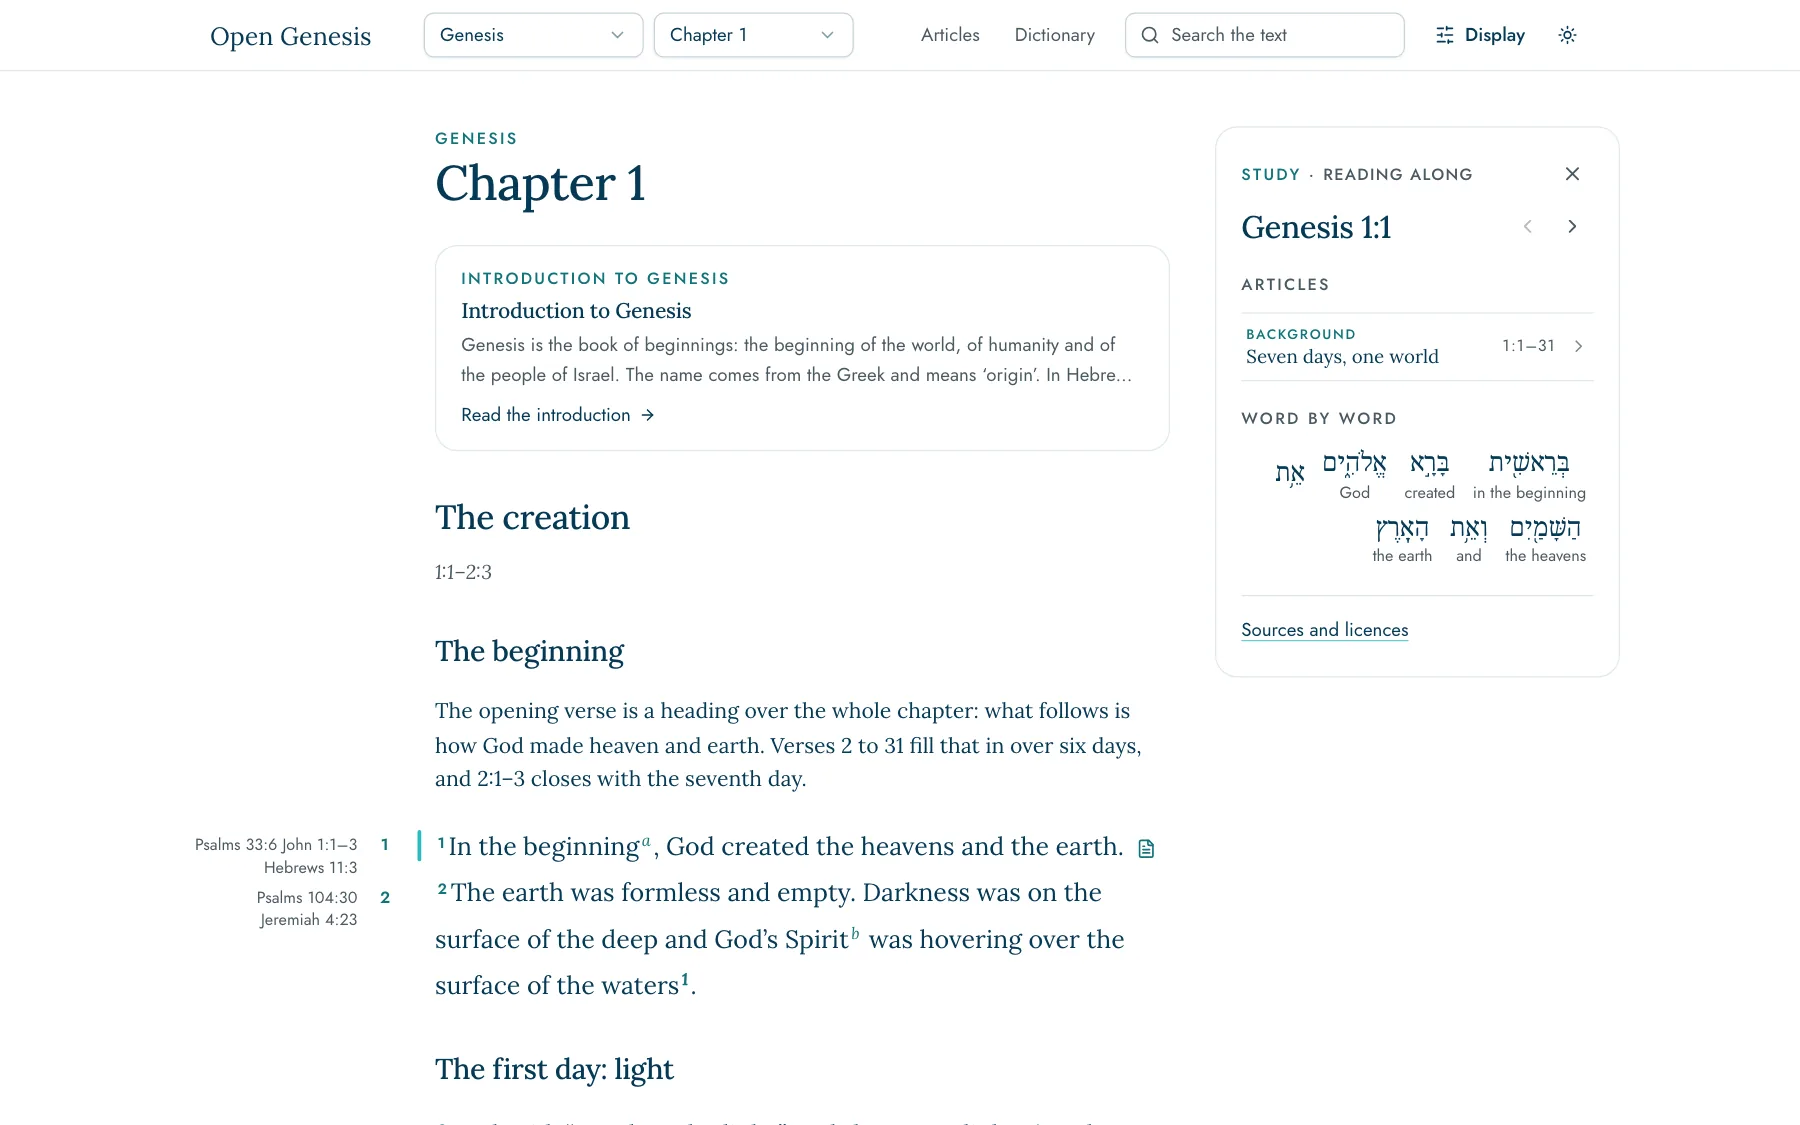 Open Genesis
Genesis
Chapter 1
Articles
Dictionary
Search the text
Display
GENESIS
Chapter 1
INTRODUCTION TO GENESIS
Introduction to Genesis
Genesis is the book of beginnings: the beginning of the world, of humanity and of
the people of Israel. The name comes from the Greek and means ‘origin’. In Hebre…
Read the introduction →
The creation
1:1–2:3
The beginning
The opening verse is a heading over the whole chapter: what follows is
how God made heaven and earth. Verses 2 to 31 fill that in over six days,
and 2:1–3 closes with the seventh day.
Psalms 33:6 John 1:1–3 1
Hebrews 11:3
Psalms 104:30 2
Jeremiah 4:23
1 In the beginning a, God created the heavens and the earth.
2 The earth was formless and empty. Darkness was on the
surface of the deep and God’s Spirit b was hovering over the
surface of the waters 1.
The first day: light
STUDY · READING ALONG
Genesis 1:1
ARTICLES
BACKGROUND
Seven days, one world
1:1–31
WORD BY WORD
בְּרֵאשִׁ֖ית בָּרָ֣א אֱלֹהִ֑ים אֵ֥ת
God created in the beginning
הַשָּׁמַ֖יִם וְאֵ֥ת הָאָֽרֶץ
the earth and the heavens
Sources and licences